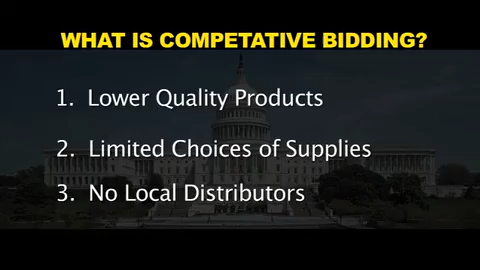 WHAT IS COMPETATIVE BIDDING?
1. Lower Quality Products
2. Limited Choices of Supplies
3. No Local Distributors